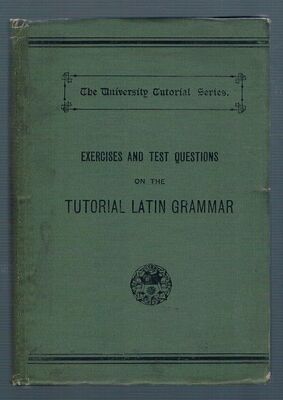 The University Tutorial Series.
EXERCISES AND TEST QUESTIONS
ON THE
TUTORIAL LATIN GRAMMAR